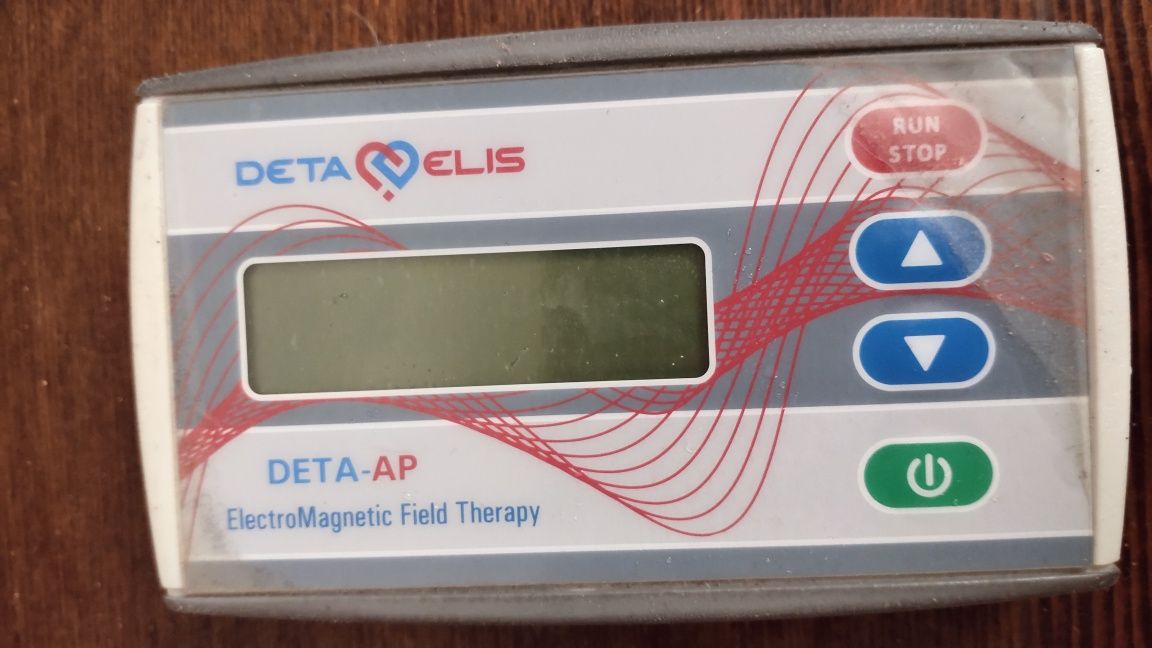 DETA ELIS
RUN
STOP
DETA-AP
ElectroMagnetic Field Therapy